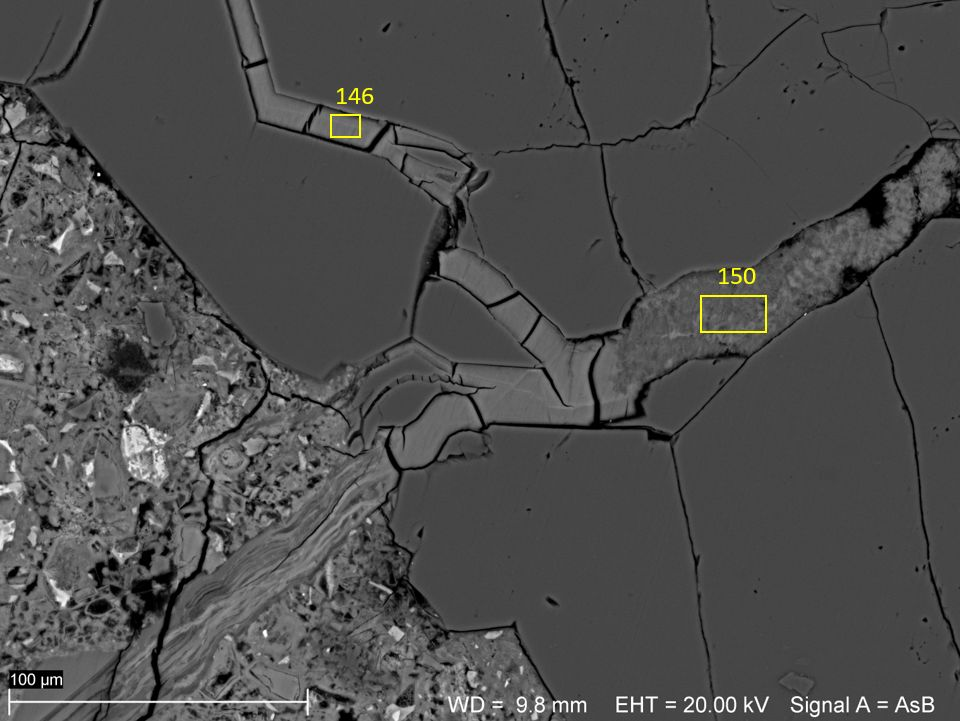 146
150
100 µm
WD = 9.8 mm EHT = 20.00 kV Signal A = AsB